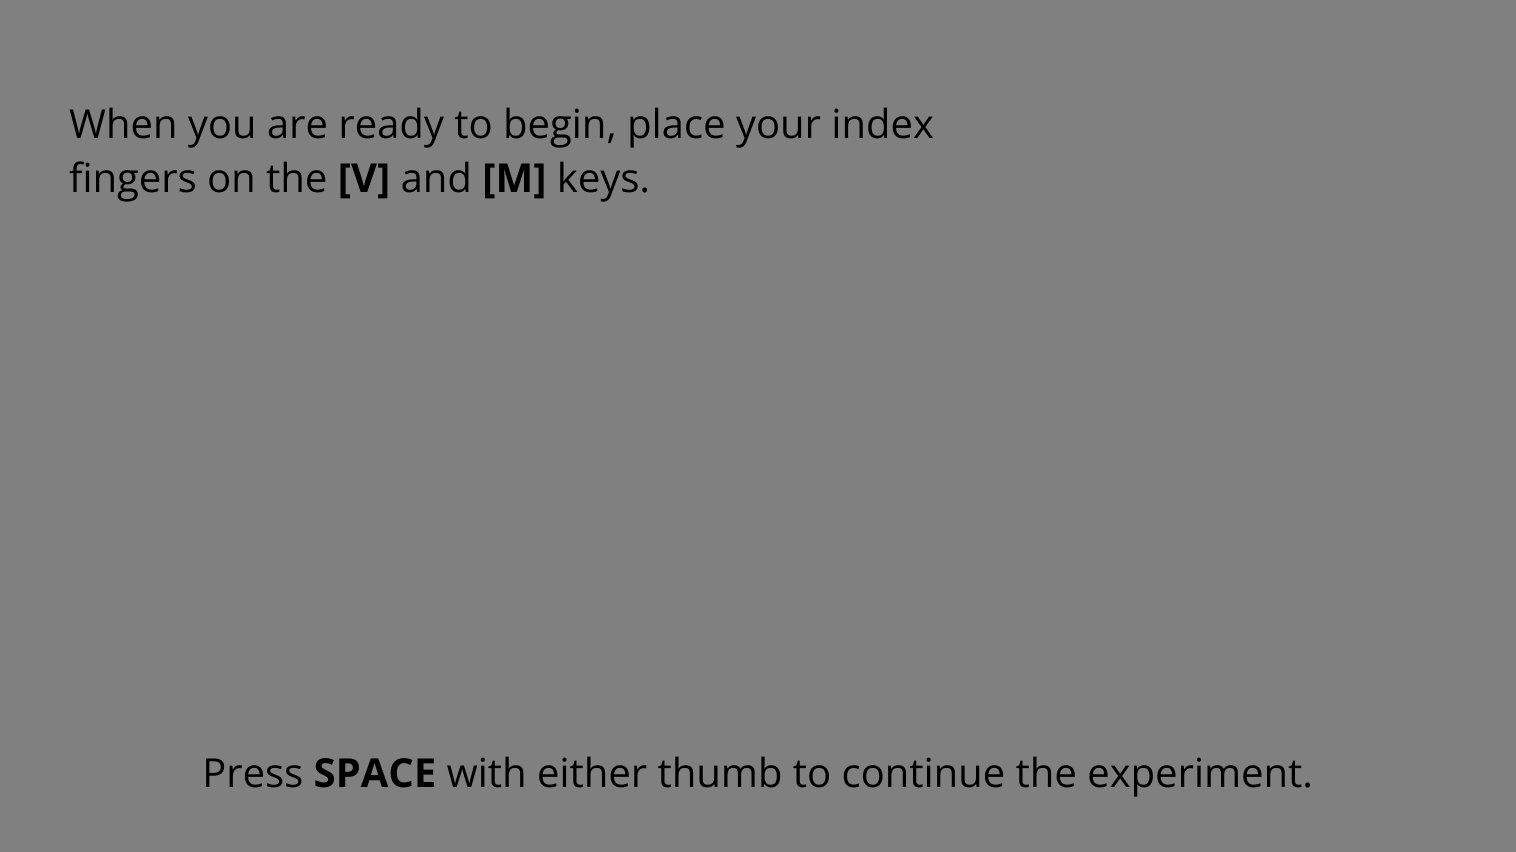 When you are ready to begin, place your index
fingers on the [V] and [M] keys.
Press SPACE with either thumb to continue the experiment.